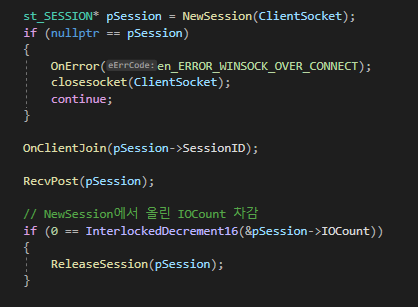 st_SESSION* pSession = NewSession(ClientSocket);
if (nullptr == pSession)
{
OnError(eErrCode: en_ERROR_WINSOCK_OVER_CONNECT);
closesocket(ClientSocket);
continue;
}
OnClientJoin(pSession->SessionID);
RecvPost(pSession);
// NewSession에서 올린 IOCount 차감
if (0 == InterlockedDecrement16(&pSession->IOCount))
{
ReleaseSession(pSession);
}